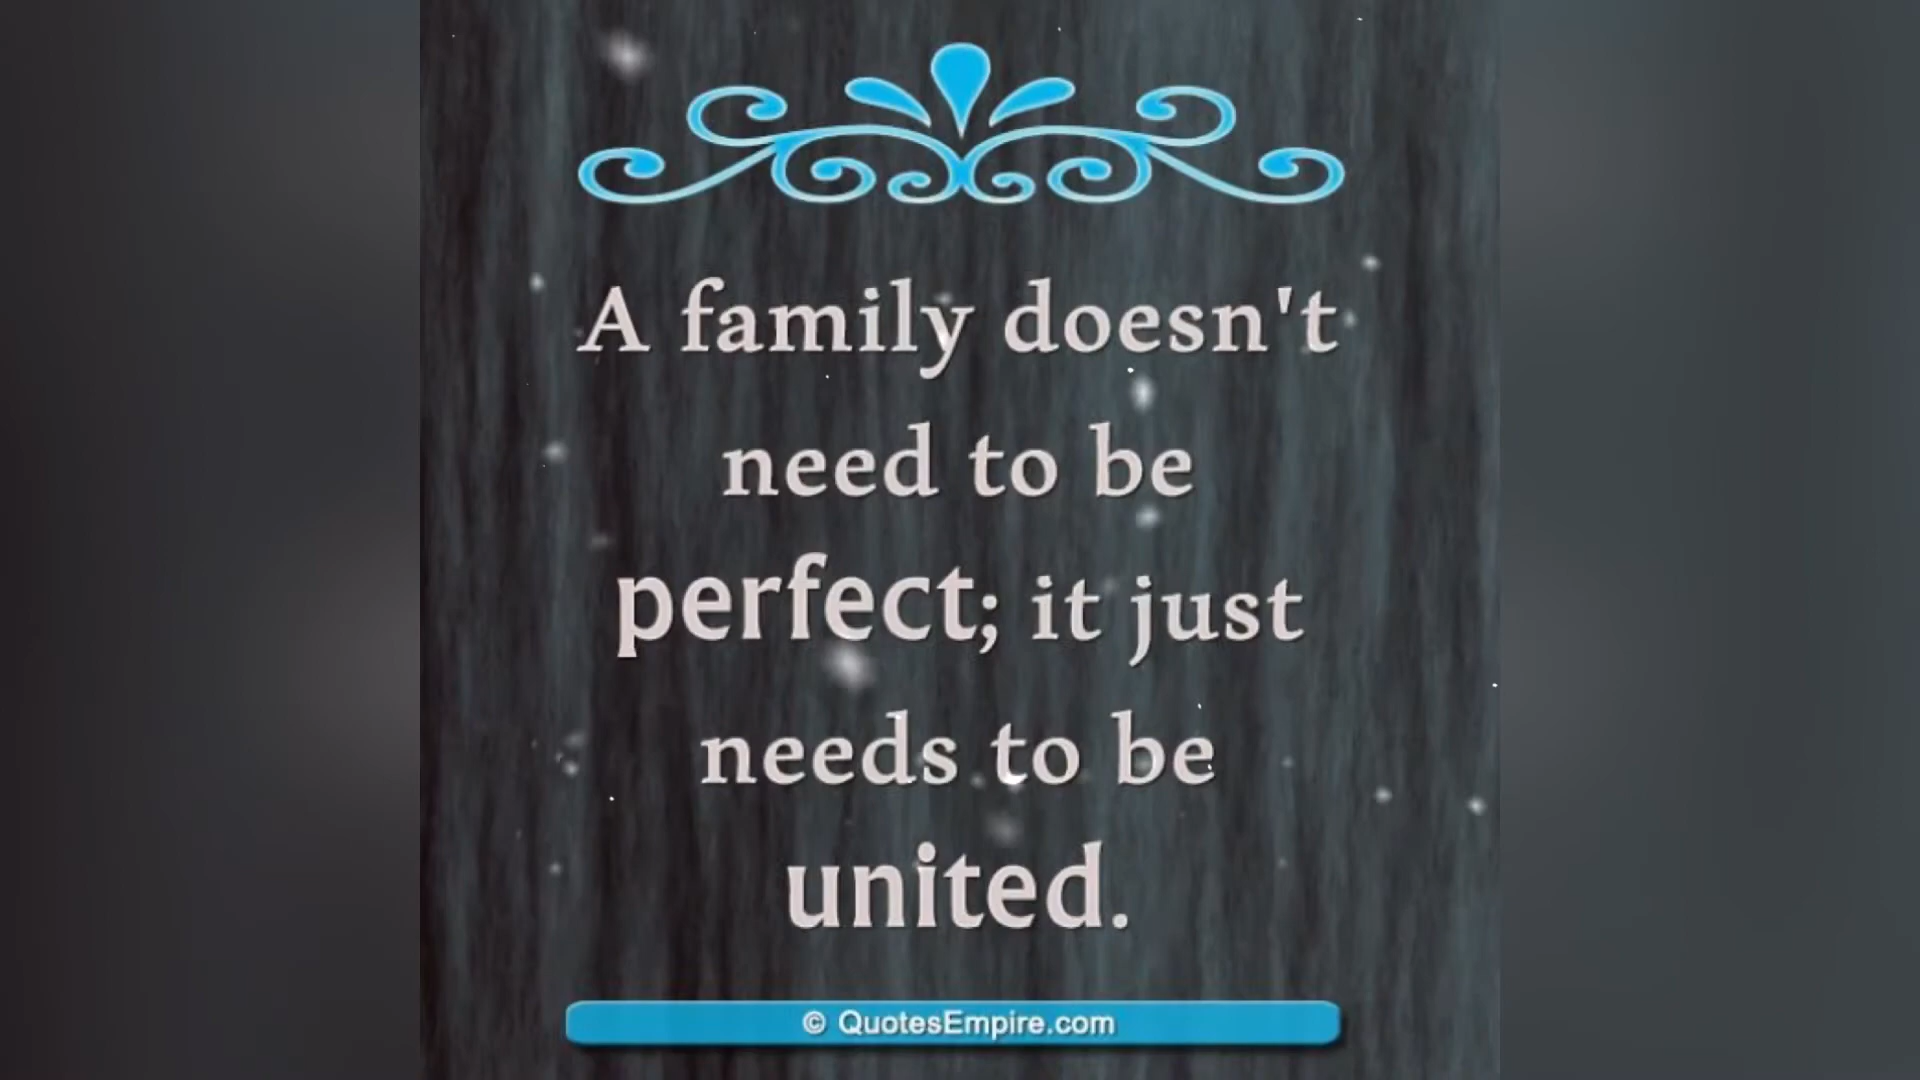 A family doesn't
need to be
perfect; it just
needs to be
united.
© QuotesEmpire.com